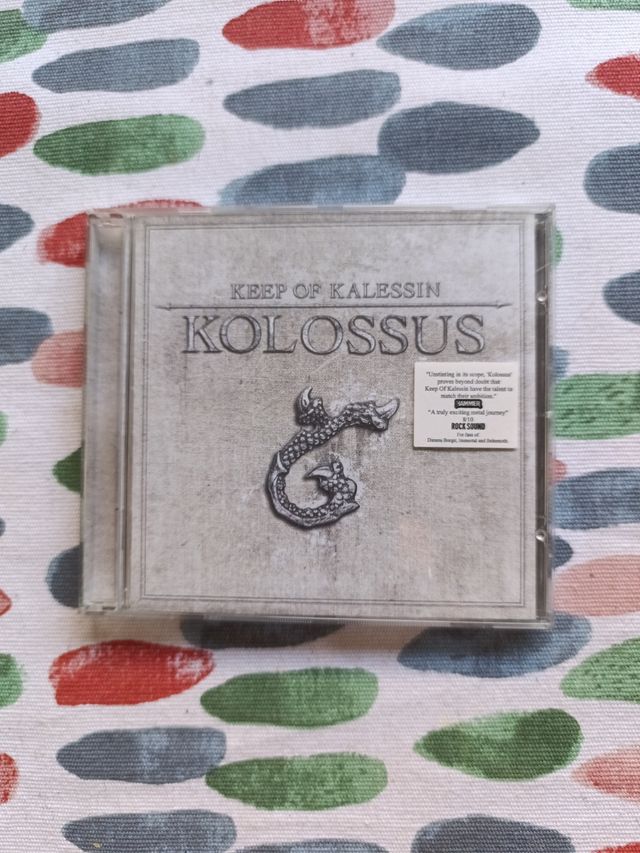 KEEP OF KALESSIN
KOLOSSUS
"Unstinting in its scope, 'Kolossus'
proves beyond doubt that
Keep Of Kalessin have the talent to
match their ambition."
HAMMER
"A truly exciting metal journey"
8/10
ROCK SOUND
For fans of:
Dimmu Borgir, Immortal and Behemoth.